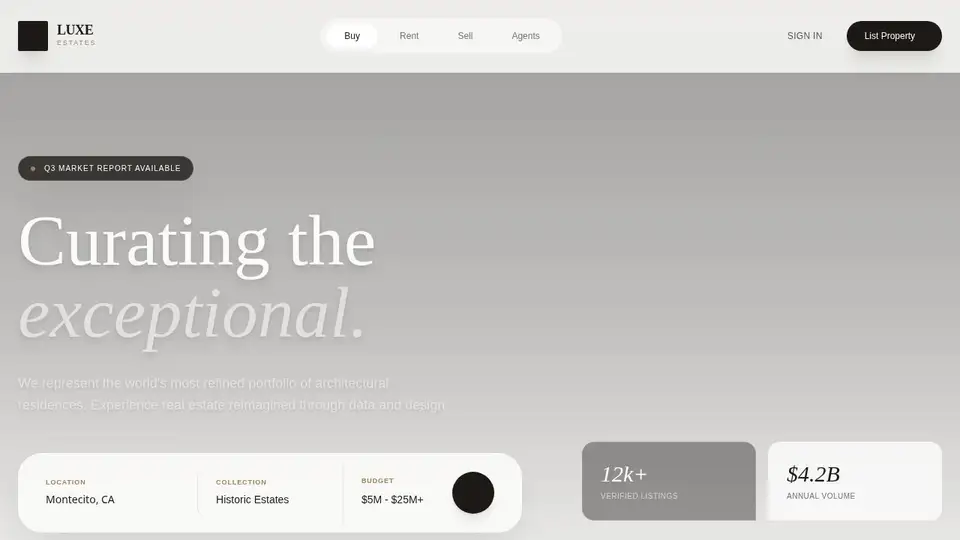 LUXE
ESTATES
Buy
Rent
Sell
Agents
SIGN IN
List Property
Q3 MARKET REPORT AVAILABLE
Curating the
exceptional.
We represent the world's most refined portfolio of architectural
residences. Experience real estate reimagined through data and design.
LOCATION
Montecito, CA
COLLECTION
Historic Estates
BUDGET
$5M - $25M+
12k+
VERIFIED LISTINGS
$4.2B
ANNUAL VOLUME